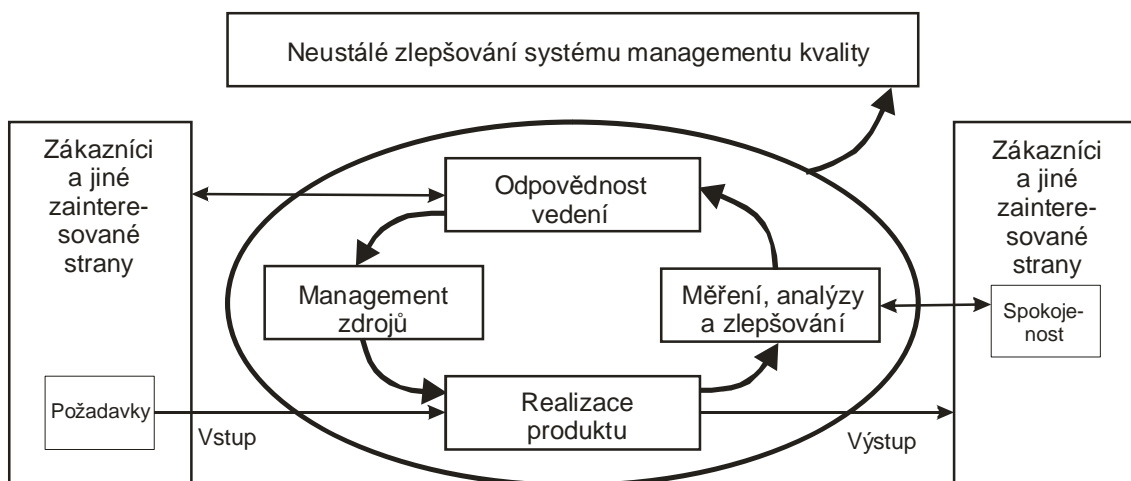 Neustálé zlepšování systému managementu kvality
Zákazníci
a jiné
zaintere-
sované
strany
Požadavky
Vstup
Odpovědnost
vedení
Management
zdrojů
Měření, analýzy
a zlepšování
Realizace
produktu
Výstup
Zákazníci
a jiné
zaintere-
sované
strany
Spokoje-
nost